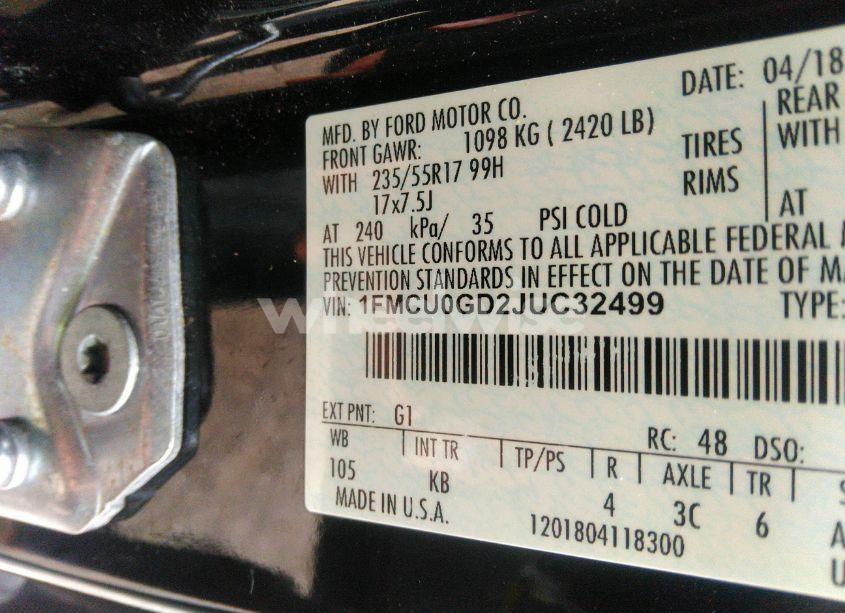 DATE: 04/18
MFD. BY FORD MOTOR CO.
FRONT GAWR: 1098 KG ( 2420 LB)
REAR
WITH 235/55R17 99H TIRES WITH
17x7.5J RIMS
AT 240 kPa/ 35 PSI COLD AT
THIS VEHICLE CONFORMS TO ALL APPLICABLE FEDERAL
PREVENTION STANDARDS IN EFFECT ON THE DATE OF
VIN: 1FMCU0GD2JUC32499 TYPE:
EXT PNT: G1 RC: 48 DSO:
WB INT TR TP/PS R AXLE TR
105 KB 4 3C 6
MADE IN U.S.A. 1201804118300